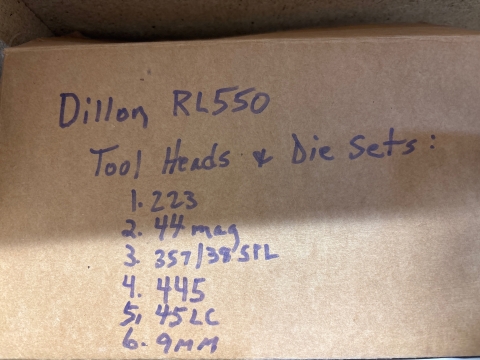 Dillon RL550
Tool Heads & Die Sets:
1. 223
2. 44 mag
3. 357/38 SPL
4. 445
5. 45 LC
6. 9MM